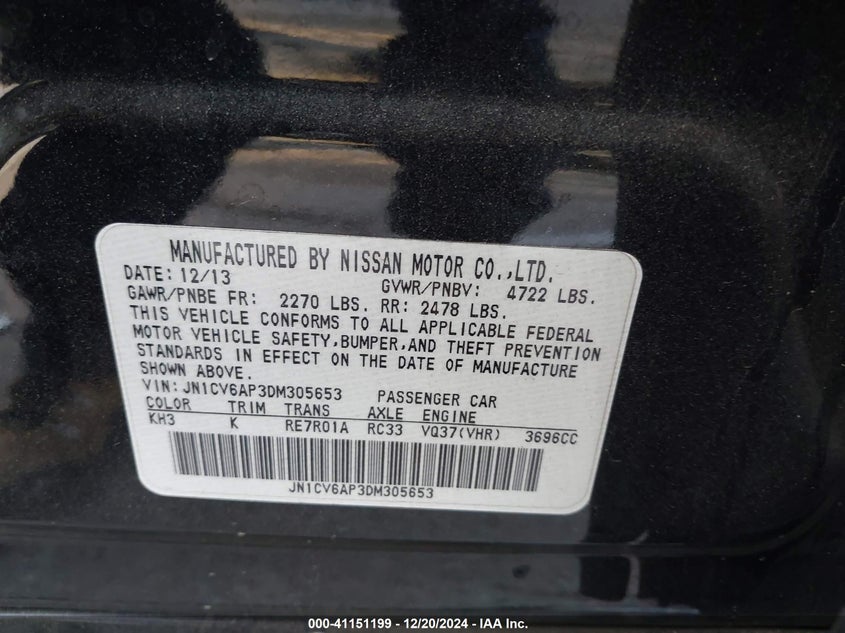 MANUFACTURED BY NISSAN MOTOR CO.,LTD.
DATE: 12/13 GVWR/PNBV: 4722 LBS.
GAWR/PNBE FR: 2270 LBS. RR: 2478 LBS.
THIS VEHICLE CONFORMS TO ALL APPLICABLE FEDERAL
MOTOR VEHICLE SAFETY,BUMPER,AND THEFT PREVENTION
STANDARDS IN EFFECT ON THE DATE OF MANUFACTURE
SHOWN ABOVE.
VIN:JN1CV6AP3DM305653 PASSENGER CAR
COLOR TRIM TRANS AXLE ENGINE
KH3 K RE7R01A RC33 VQ37(VHR) 3696CC
JN1CV6AP3DM305653
000-41151199 - 12/20/2024 - IAA Inc.